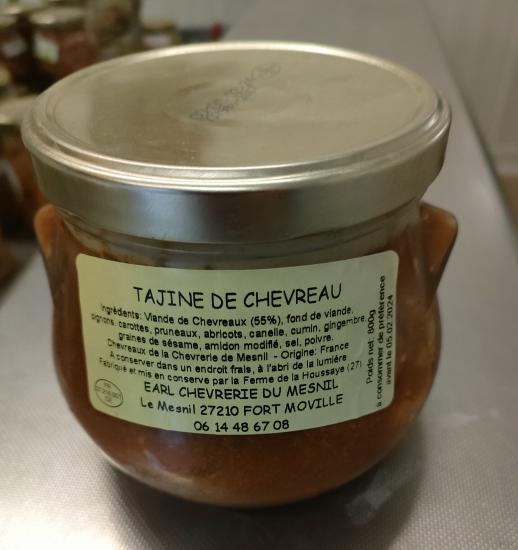 TAJINE DE CHEVREAU
Ingrédients: Viande de Chevreaux (55%), fond de viande,
oignons, carottes, pruneaux, abricots, canelle, cumin, gingembre,
graines de sésame, amidon modifié, sel, poivre.
Chevreaux de la Chevrerie de Mesnil - Origine: France
A conserver dans un endroit frais, à l'abri de la lumière
Fabriqué et mis en conserve par la Ferme de la Houssaye (27)
EARL CHEVRERIE DU MESNIL
Le Mesnil 27210 FORT MOVILLE
06 14 48 67 08
Poids net: 800g
à consommer de préférence
avant le 05.02.2024